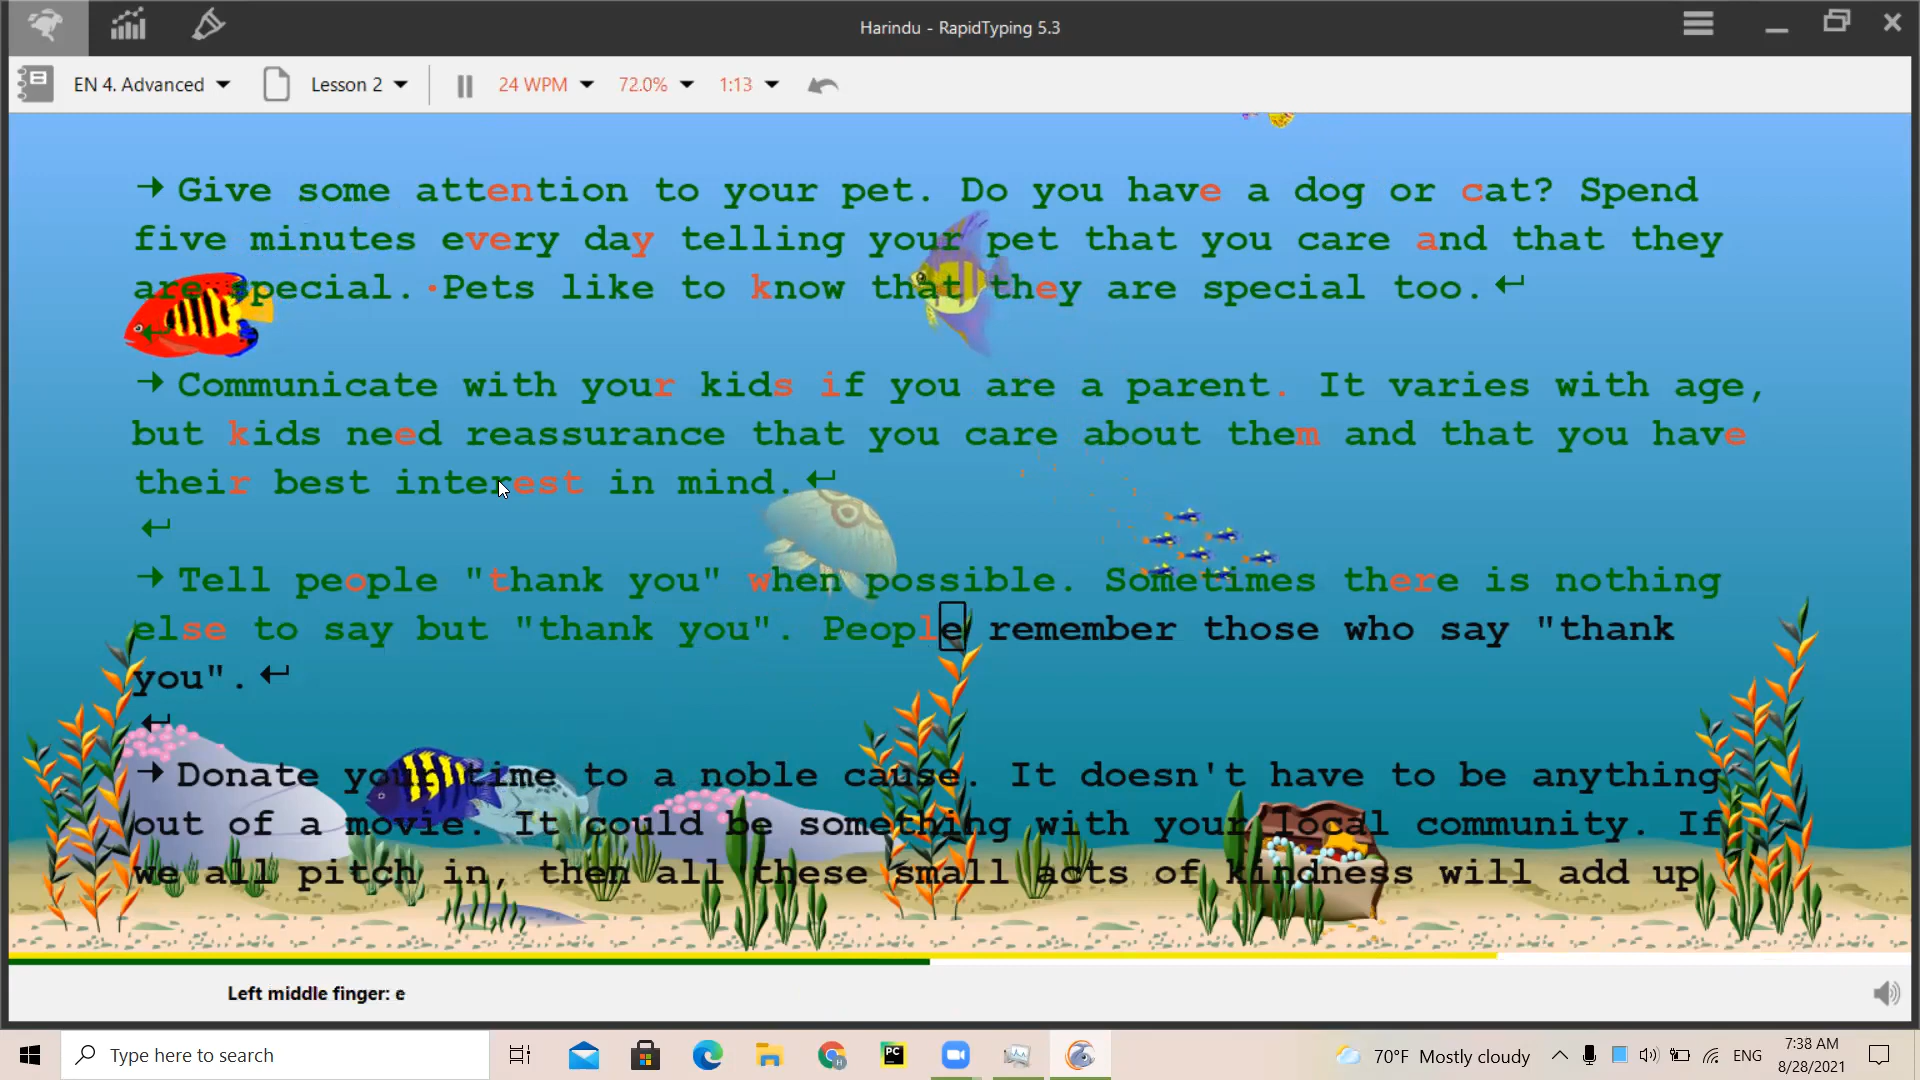 Harindu - RapidTyping 5.3
EN 4. Advanced Lesson 2 24 WPM 72.0% 1:13
→ Give some attention to your pet. Do you have a dog or cat? Spend
five minutes every day telling your pet that you care and that they
are special. Pets like to know that they are special too.↵
↵
→ Communicate with your kids if you are a parent. It varies with age,
but kids need reassurance that you care about them and that you have
their best interest in mind.↵
↵
→ Tell people "thank you" when possible. Sometimes there is nothing
else to say but "thank you". People remember those who say "thank
you".↵
↵
→ Donate your time to a noble cause. It doesn't have to be anything
out of a movie. It could be something with your local community. If
we all pitch in, then all these small acts of kindness will add up
Left middle finger: e
Type here to search
PC
70°F Mostly cloudy
ENG
7:38 AM
8/28/2021